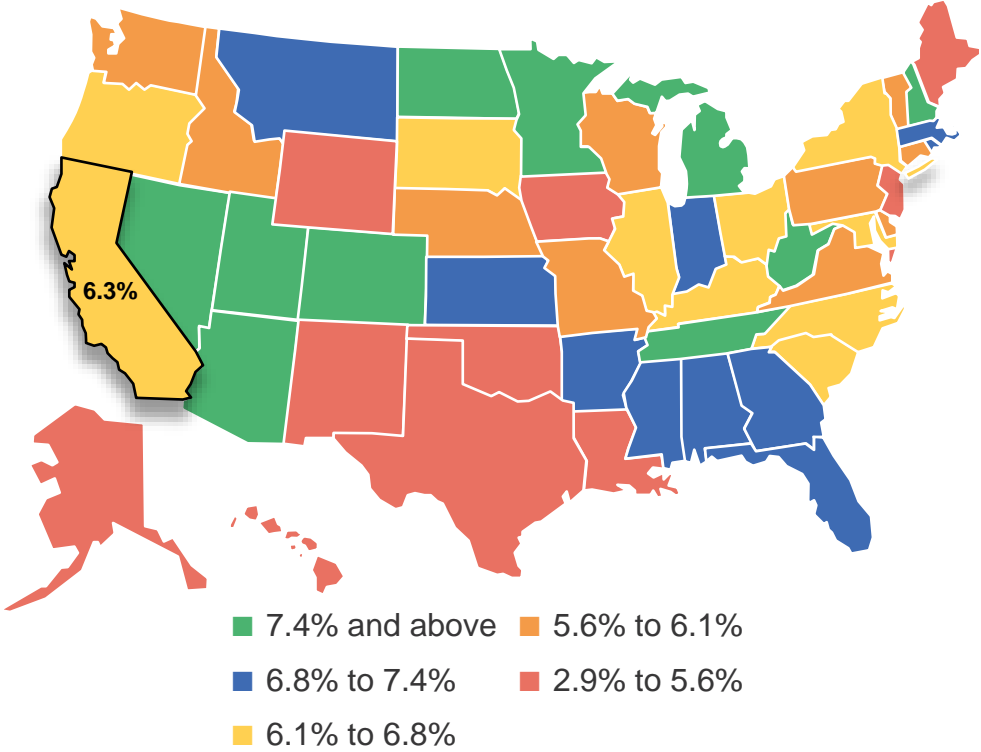 6.3%
7.4% and above
5.6% to 6.1%
6.8% to 7.4%
2.9% to 5.6%
6.1% to 6.8%